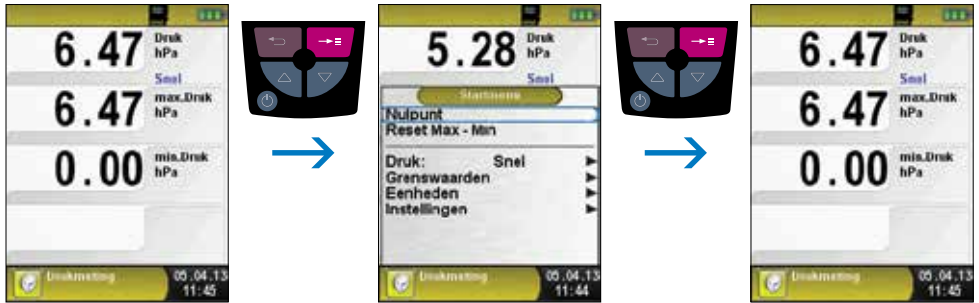 6.47 Druk hPa
Snel
6.47 max.Druk hPa
0.00 min.Druk hPa
Drukmeting 05.04.13
11:45
5.28 Druk hPa
Snel
Startmenu
Nulpunt
Reset Max - Min
Druk: Snel
Grenswaarden
Eenheden
Instellingen
Drukmeting 05.04.13
11:44
6.47 Druk hPa
Snel
6.47 max.Druk hPa
0.00 min.Druk hPa
Drukmeting 05.04.13
11:45